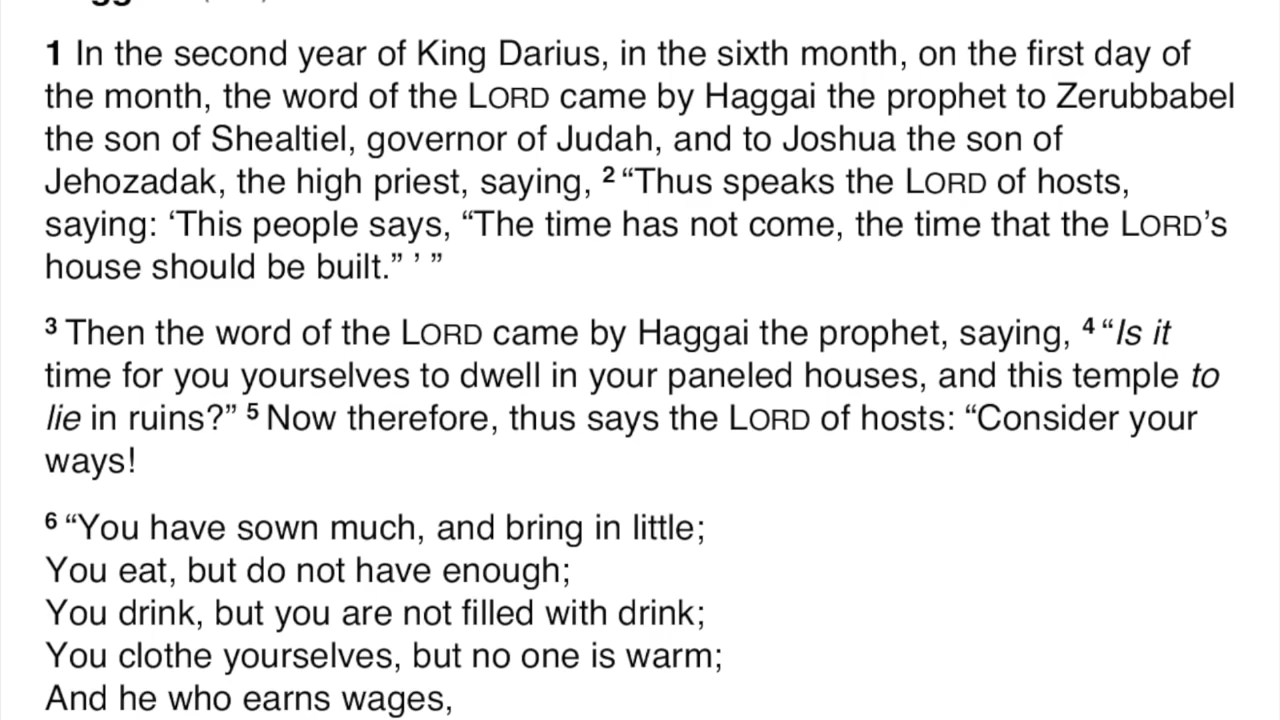 1 In the second year of King Darius, in the sixth month, on the first day of
the month, the word of the LORD came by Haggai the prophet to Zerubbabel
the son of Shealtiel, governor of Judah, and to Joshua the son of
Jehozadak, the high priest, saying, 2 “Thus speaks the LORD of hosts,
saying: ‘This people says, “The time has not come, the time that the LORD’s
house should be built.” ’ ”
3 Then the word of the LORD came by Haggai the prophet, saying, 4 “Is it
time for you yourselves to dwell in your paneled houses, and this temple to
lie in ruins?” 5 Now therefore, thus says the LORD of hosts: “Consider your
ways!
6 “You have sown much, and bring in little;
You eat, but do not have enough;
You drink, but you are not filled with drink;
You clothe yourselves, but no one is warm;
And he who earns wages,